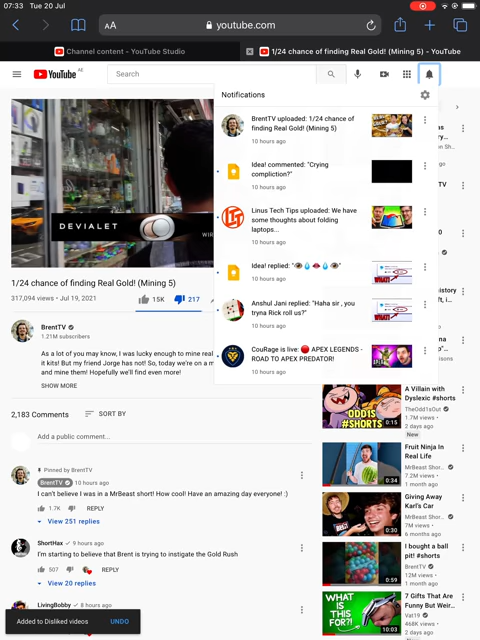 07:33 Tue 20 Jul
AA
youtube.com
Channel content - YouTube Studio
1/24 chance of finding Real Gold! (Mining 5) - YouTube
YouTube AE
Search
Notifications
BrentTV uploaded: 1/24 chance of
finding Real Gold! (Mining 5)
10 hours ago
Idea! commented: "Crying
compliction?"
10 hours ago
Linus Tech Tips uploaded: We have
some thoughts about folding
laptops...
10 hours ago
Idea! replied: "👁💧👄💧👁"
10 hours ago
Anshul Jani replied: "Haha sir , you
tryna Rick roll us?"
10 hours ago
CouRage is live: 🔴 APEX LEGENDS -
ROAD TO APEX PREDATOR!
10 hours ago
DEVIALET
WIR
1/24 chance of finding Real Gold! (Mining 5)
317,094 views • Jul 19, 2021
15K
217
BrentTV
1.21M subscribers
As a lot of you may know, I was lucky enough to mine real
it kits! But my friend Jorge has not! So, today we're on a m
and mine them! Hopefully we'll find even more!
SHOW MORE
2,183 Comments
SORT BY
Add a public comment...
Pinned by BrentTV
BrentTV 10 hours ago
I can't believe I was in a MrBeast short! How cool! Have an amazing day everyone! :)
1.7K
REPLY
View 251 replies
ShortHax 9 hours ago
I'm starting to believe that Brent is trying to instigate the Gold Rush
507
REPLY
View 20 replies
LivingBobby 8 hours ago
Added to Disliked videos
UNDO
ODD1S
#SHORTS
0:15
A Villain with
Dyslexic #shorts
TheOdd1sOut
1.7M views •
2 days ago
New
0:34
Fruit Ninja In
Real Life
MrBeast Shor...
7.2M views •
1 month ago
0:30
Giving Away
Karl's Car
MrBeast Shor...
7M views •
6 months ago
0:59
I bought a ball
pit! #shorts
BrentTV
12M views •
1 month ago
WHAT IS
THIS
FOR?!
10:03
7 Gifts That Are
Funny But Weir...
Vat19
468K views •
2 days ago